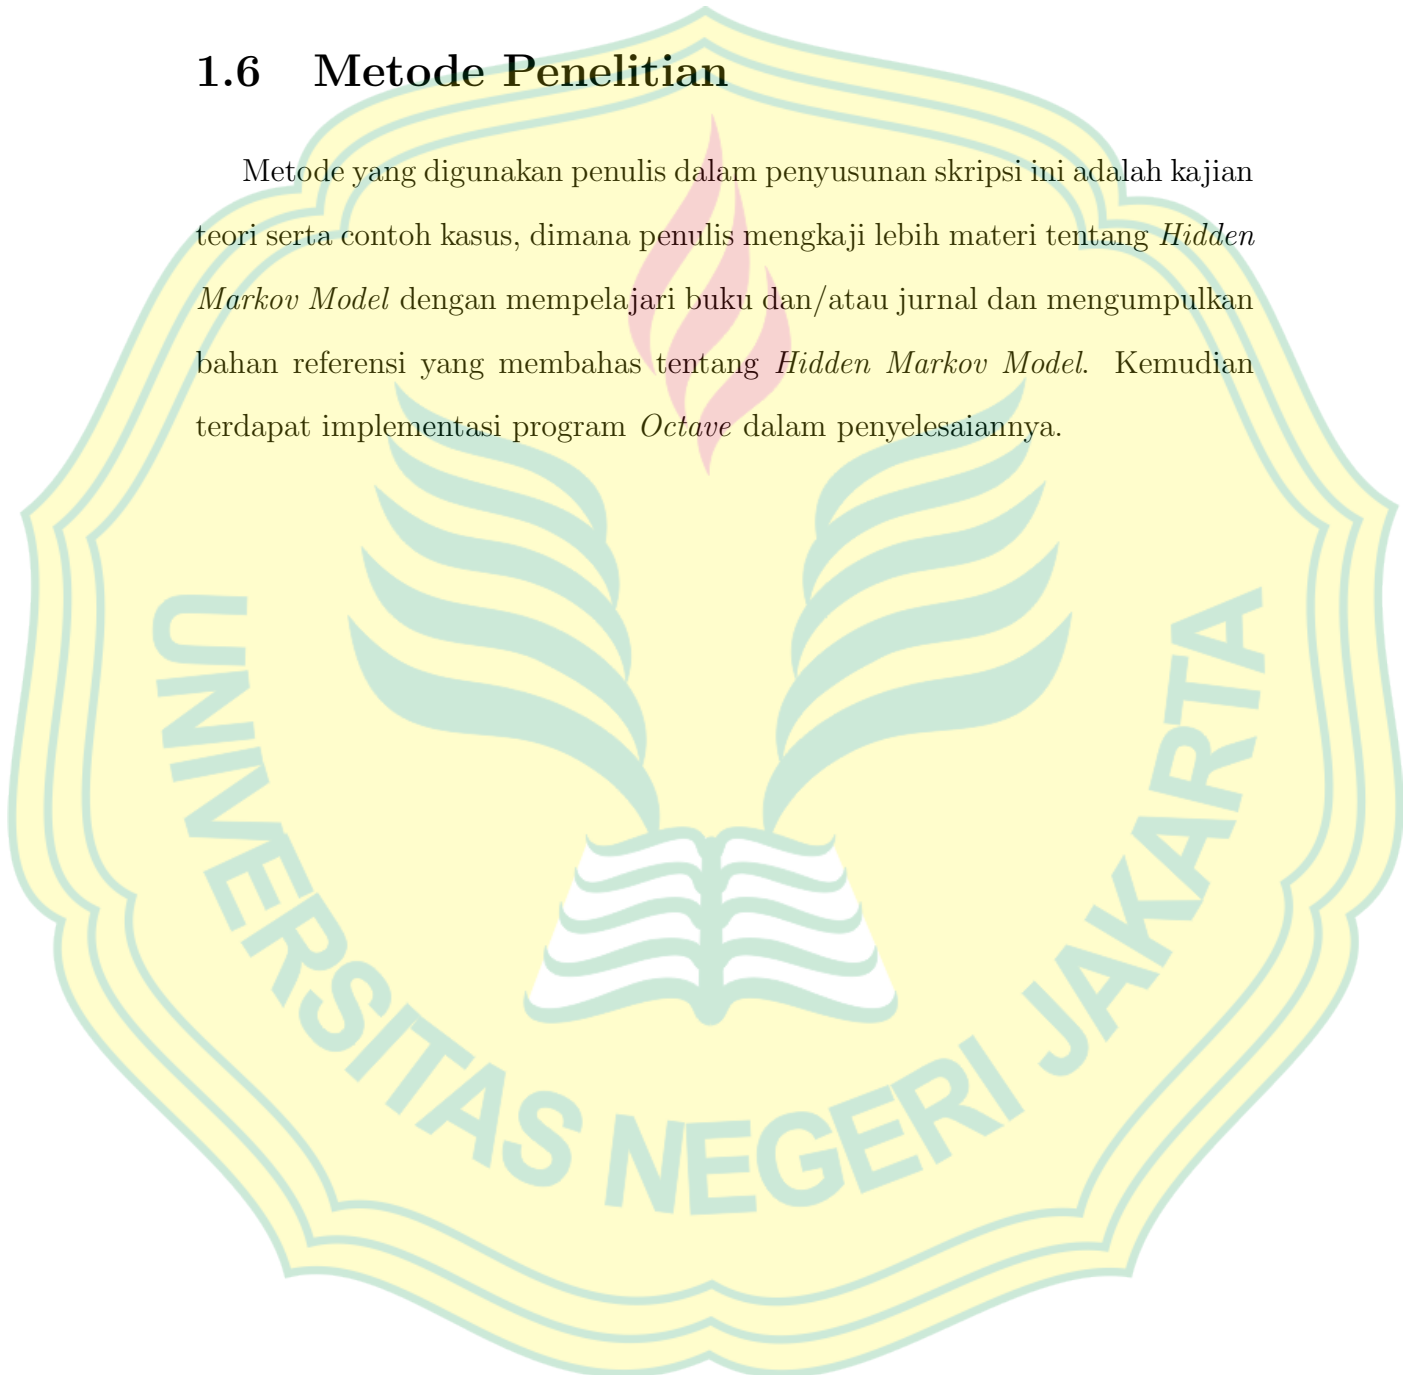 1.6 Metode Penelitian
Metode yang digunakan penulis dalam penyusunan skripsi ini adalah kajian
teori serta contoh kasus, dimana penulis mengkaji lebih materi tentang Hidden
Markov Model dengan mempelajari buku dan/atau jurnal dan mengumpulkan
bahan referensi yang membahas tentang Hidden Markov Model. Kemudian
terdapat implementasi program Octave dalam penyelesaiannya.
UNIVERSITAS NEGERI JAKARTA